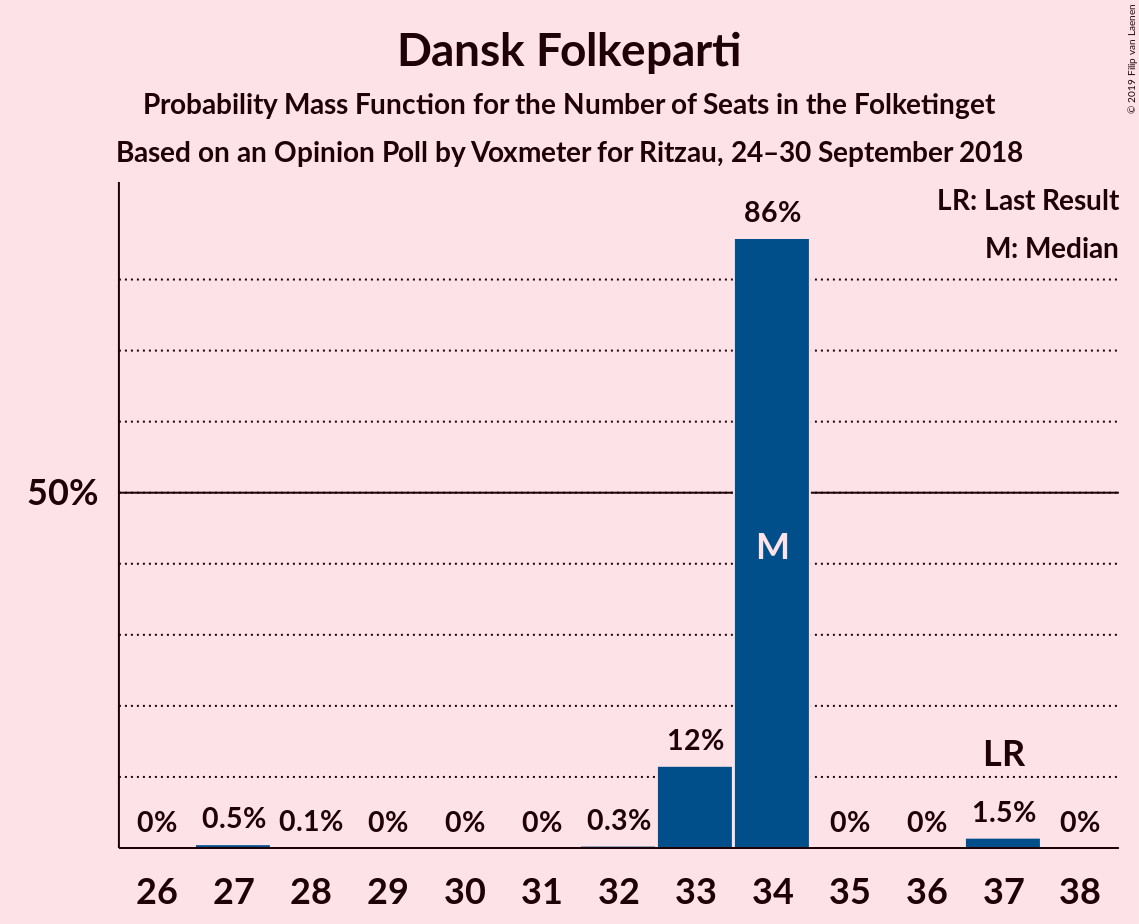 Dansk Folkeparti
Probability Mass Function for the Number of Seats in the Folketinget
Based on an Opinion Poll by Voxmeter for Ritzau, 24–30 September 2018
© 2019 Filip van Laenen
LR: Last Result
M: Median
86%
50%
M
12%
LR
0% 0.5% 0.1% 0% 0% 0% 0.3% 0% 0% 1.5% 0%
26 27 28 29 30 31 32 33 34 35 36 37 38